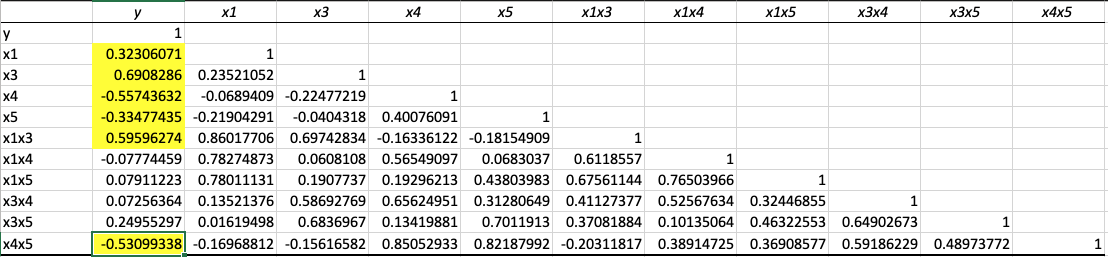 y x1 x3 x4 x5 x1x3 x1x4 x1x5 x3x4 x3x5 x4x5
y 1
x1 0.32306071 1
x3 0.6908286 0.23521052 1
x4 -0.55743632 -0.0689409 -0.22477219 1
x5 -0.33477435 -0.21904291 -0.0404318 0.40076091 1
x1x3 0.59596274 0.86017706 0.69742834 -0.16336122 -0.18154909 1
x1x4 -0.07774459 0.78274873 0.0608108 0.56549097 0.0683037 0.6118557 1
x1x5 0.07911223 0.78011131 0.1907737 0.19296213 0.43803983 0.67561144 0.76503966 1
x3x4 0.07256364 0.13521376 0.58692769 0.65624951 0.31280649 0.41127377 0.52567634 0.32446855 1
x3x5 0.24955297 0.01619498 0.6836967 0.13419881 0.7011913 0.37081884 0.10135064 0.46322553 0.64902673 1
x4x5 -0.53099338 -0.16968812 -0.15616582 0.85052933 0.82187992 -0.20311817 0.38914725 0.36908577 0.59186229 0.48973772 1